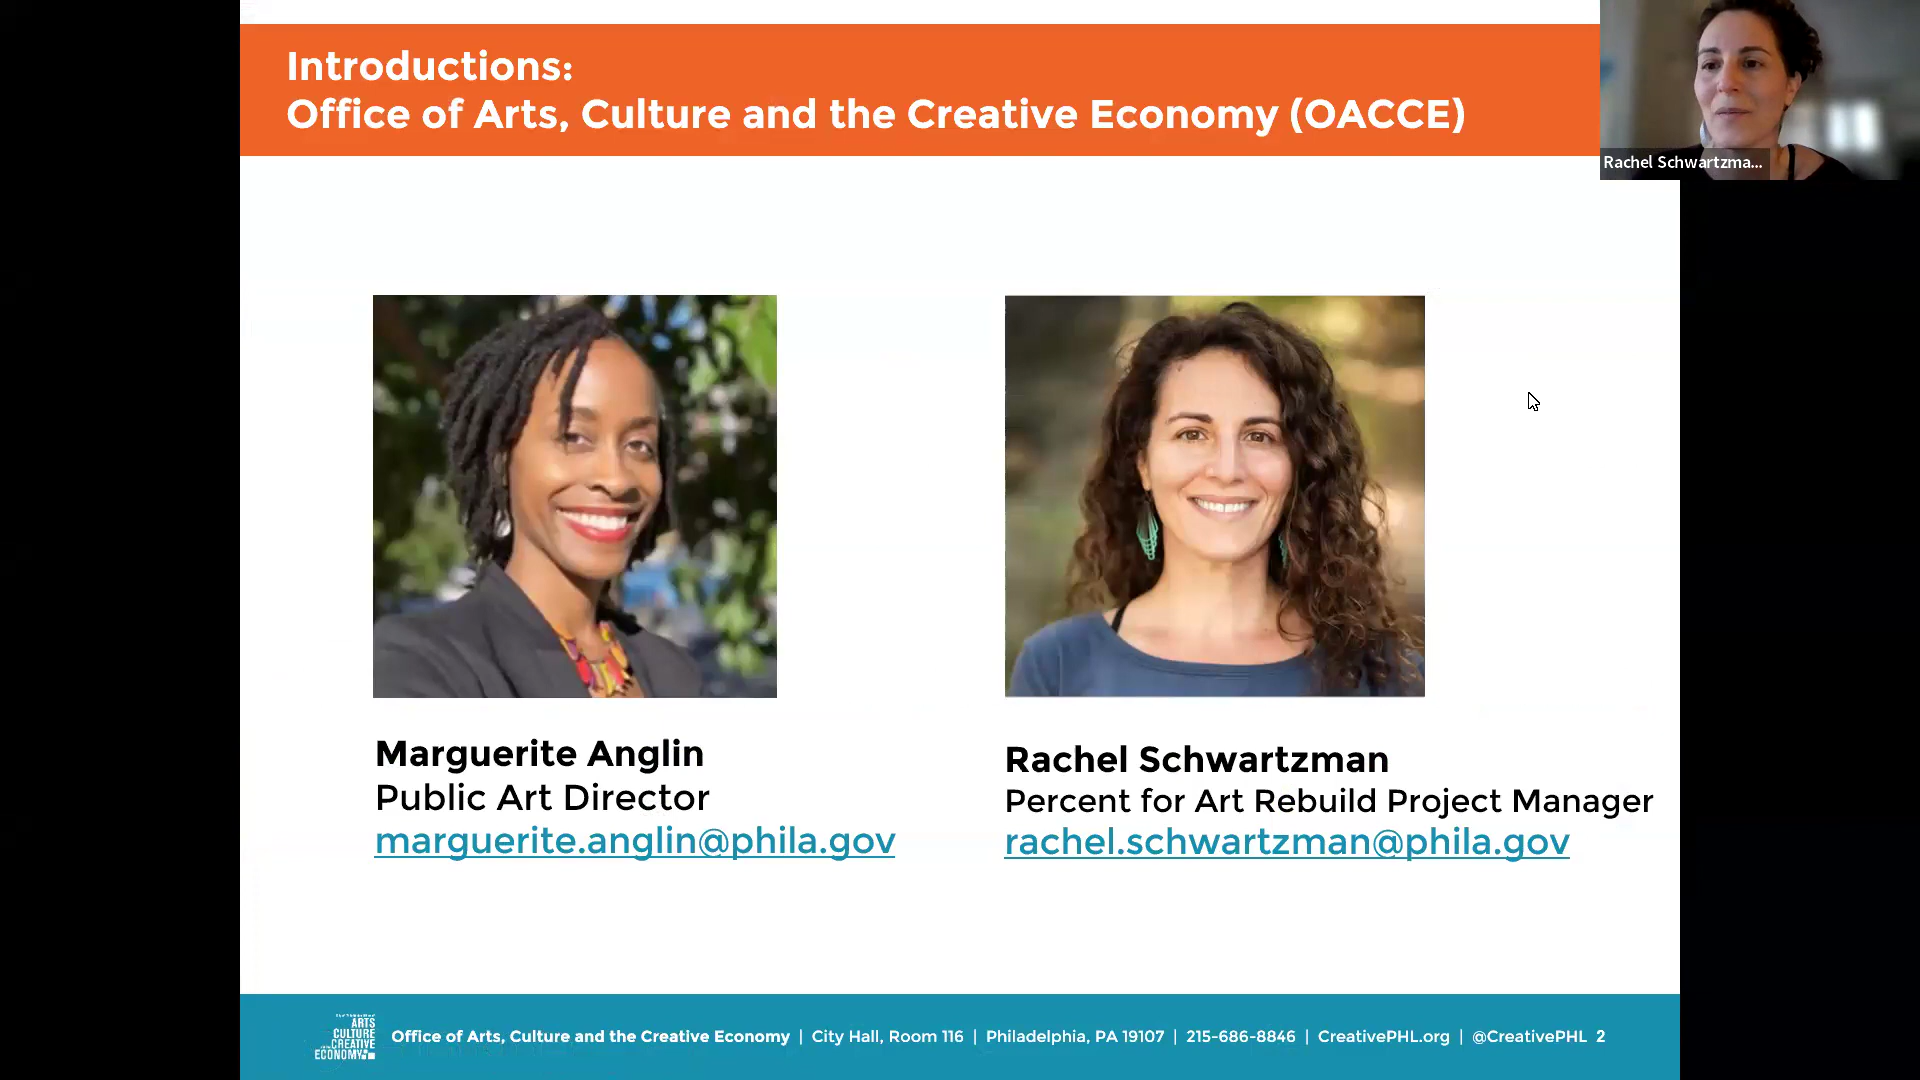 Introductions:
Office of Arts, Culture and the Creative Economy (OACCE)
Rachel Schwartzma...
Marguerite Anglin
Public Art Director
marguerite.anglin@phila.gov
Rachel Schwartzman
Percent for Art Rebuild Project Manager
rachel.schwartzman@phila.gov
ARTS
CULTURE
CREATIVE
ECONOMY
Office of Arts, Culture and the Creative Economy | City Hall, Room 116 | Philadelphia, PA 19107 | 215-686-8846 | CreativePHL.org | @CreativePHL 2